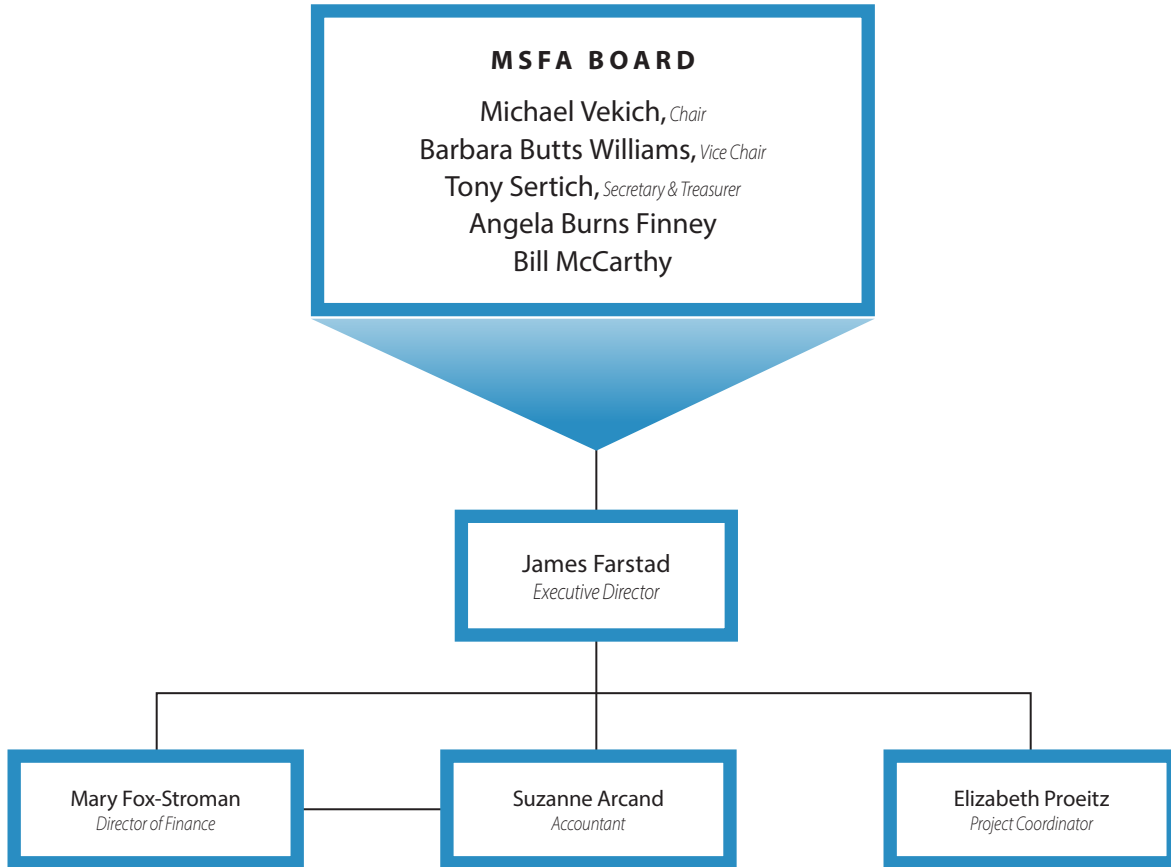 MSFA BOARD
Michael Vekich, Chair
Barbara Butts Williams, Vice Chair
Tony Sertich, Secretary & Treasurer
Angela Burns Finney
Bill McCarthy
James Farstad
Executive Director
Mary Fox-Stroman
Director of Finance
Suzanne Arcand
Accountant
Elizabeth Proeitz
Project Coordinator